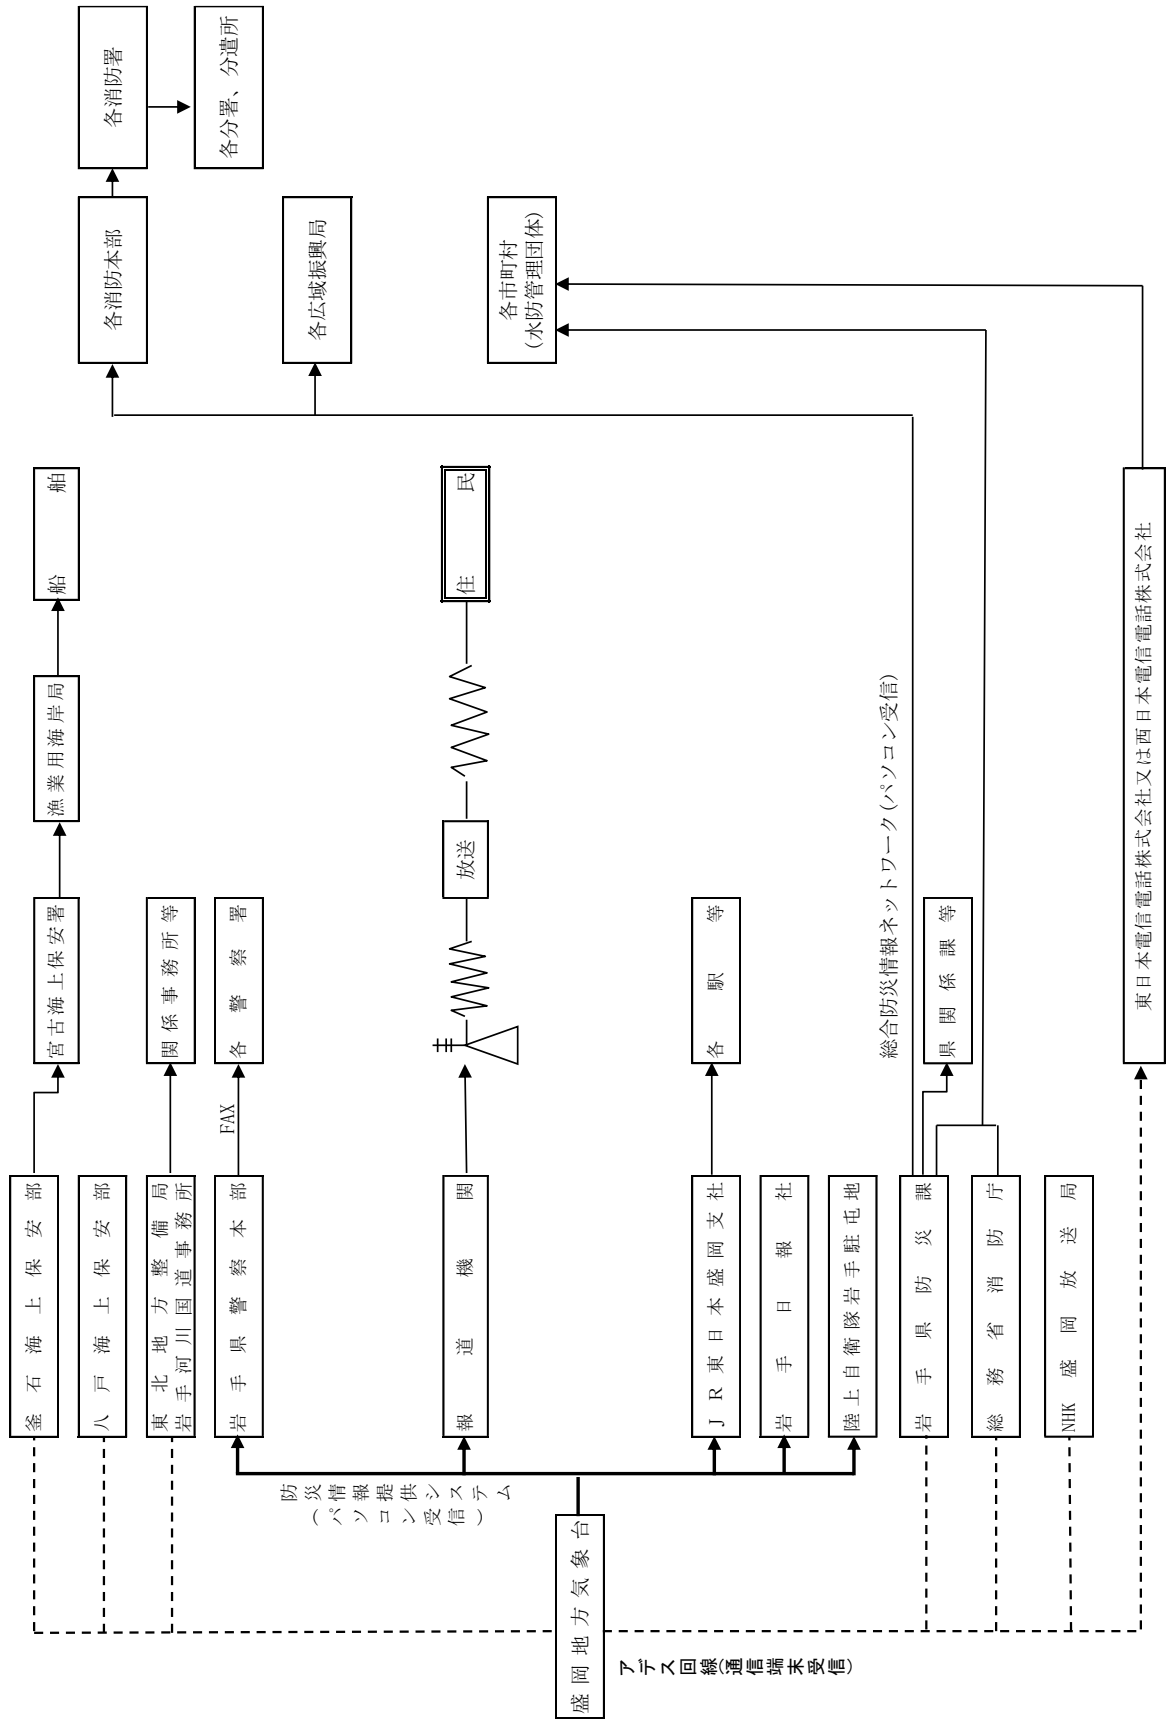 盛岡地方気象台
アデス回線(通信端末受信)
防災情報提供システム
(パソコン受信)
釜石海上保安部
八戸海上保安部
東北地方整備局
岩手河川国道事務所
岩手県警察本部
報道機関
JR東日本盛岡支社
岩手日報社
陸上自衛隊岩手駐屯地
岩手県防災課
総務省消防庁
NHK盛岡放送局
FAX
宮古海上保安署
関係事務所等
各警察署
各駅等
総合防災情報ネットワーク(パソコン受信)
県関係課等
東日本電信電話株式会社又は西日本電信電話株式会社
漁業用海岸局
放送
船舶
住民
各消防本部
各広域振興局
各市町村
(水防管理団体)
各消防署
各分署、分遣所